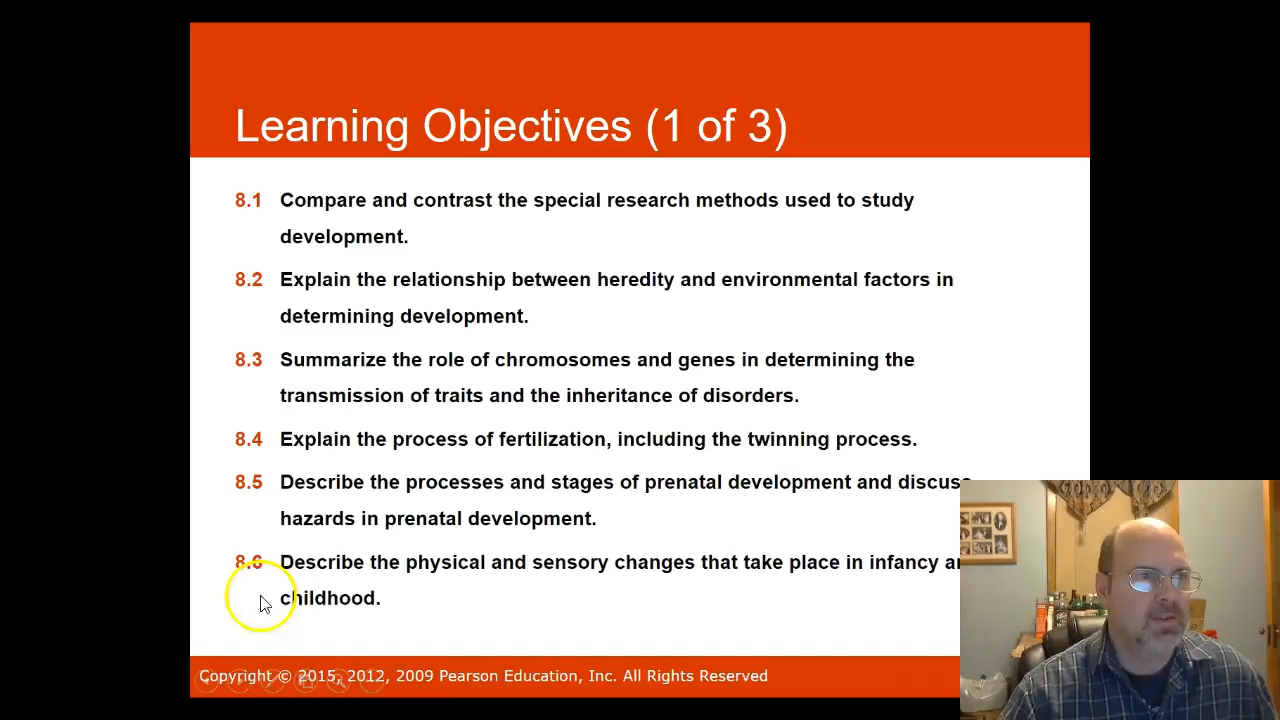 Learning Objectives (1 of 3)
8.1 Compare and contrast the special research methods used to study
development.
8.2 Explain the relationship between heredity and environmental factors in
determining development.
8.3 Summarize the role of chromosomes and genes in determining the
transmission of traits and the inheritance of disorders.
8.4 Explain the process of fertilization, including the twinning process.
8.5 Describe the processes and stages of prenatal development and discuss
hazards in prenatal development.
8.6 Describe the physical and sensory changes that take place in infancy
childhood.
Copyright © 2015, 2012, 2009 Pearson Education, Inc. All Rights Reserved